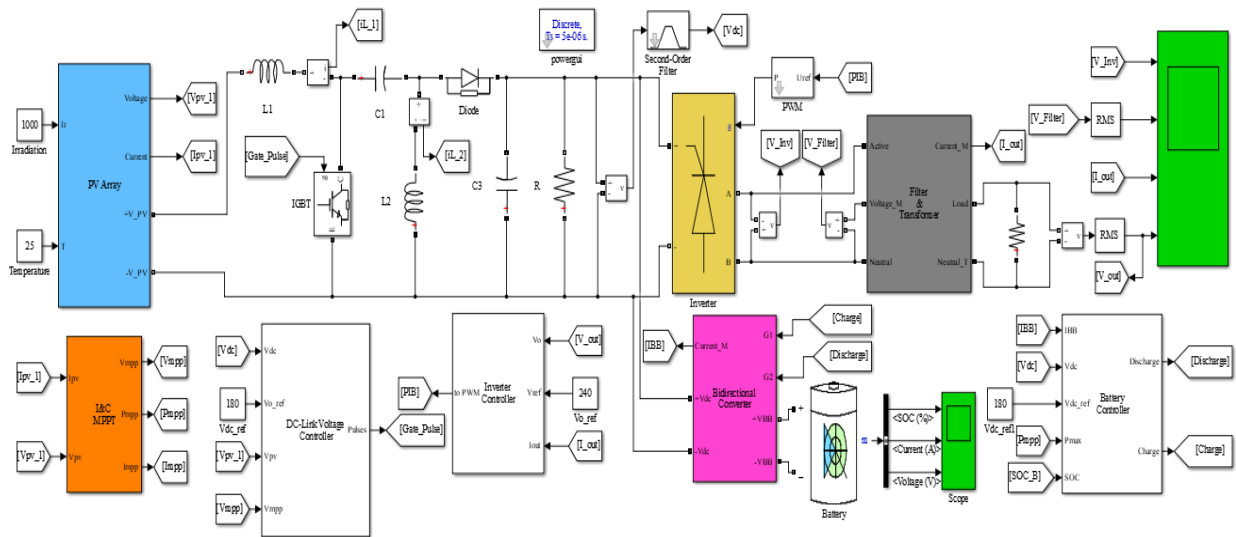 [iL_1]
Discrete,
Ts = 5e-06 s.
powergui
Second-Order
Filter
[Vdc]
L1
C1
Diode
PWM
P
Uref
[PIB]
[V_Inv]
[V_Filter]
RMS
[I_out]
1000
Irradiation
Ir
Voltage
[Vpv_1]
Current
[Ipv_1]
PV Array
+V_PV
25
Temperature
T
-V_PV
[Gate_Pulse]
IGBT
g
C
E
[iL_2]
L2
C3
R
v
g
A
B
Inverter
[V_Inv]
[V_Filter]
v
v
Active
Voltage_M
Neutral
Filter
&
Transformer
Current_M
[I_out]
Load
Neutral_T
v
RMS
[V_out]
[Ipv_1]
[Vpv_1]
Ipv
Vpv
I&C
MPPT
Vmpp
Pmpp
Impp
[Vmpp]
[Pmpp]
[Impp]
[Vdc]
180
Vdc_ref
[Vpv_1]
[Vmpp]
Vdc
Vo_ref
Vpv
Vmpp
DC-LinkVoltage
Controller
Pulses
[Gate_Pulse]
[PIB]
to PWM
Inverter
Controller
Vo
Vref
Iout
[V_out]
240
Vo_ref
[I_out]
[IBB]
Current_M
+Vdc
-Vdc
Bidirectional
Converter
G1
G2
+VBB
-VBB
[Charge]
[Discharge]
+
-
m
Battery
<SOC (%)>
<Current (A)>
<Voltage (V)>
Scope
[IBB]
[Vdc]
180
Vdc_ref1
[Pmpp]
[SOC_B]
IBB
Vdc
Vdc_ref
Pmax
SOC
Battery
Controller
Discharge
Charge
[Discharge]
[Charge]